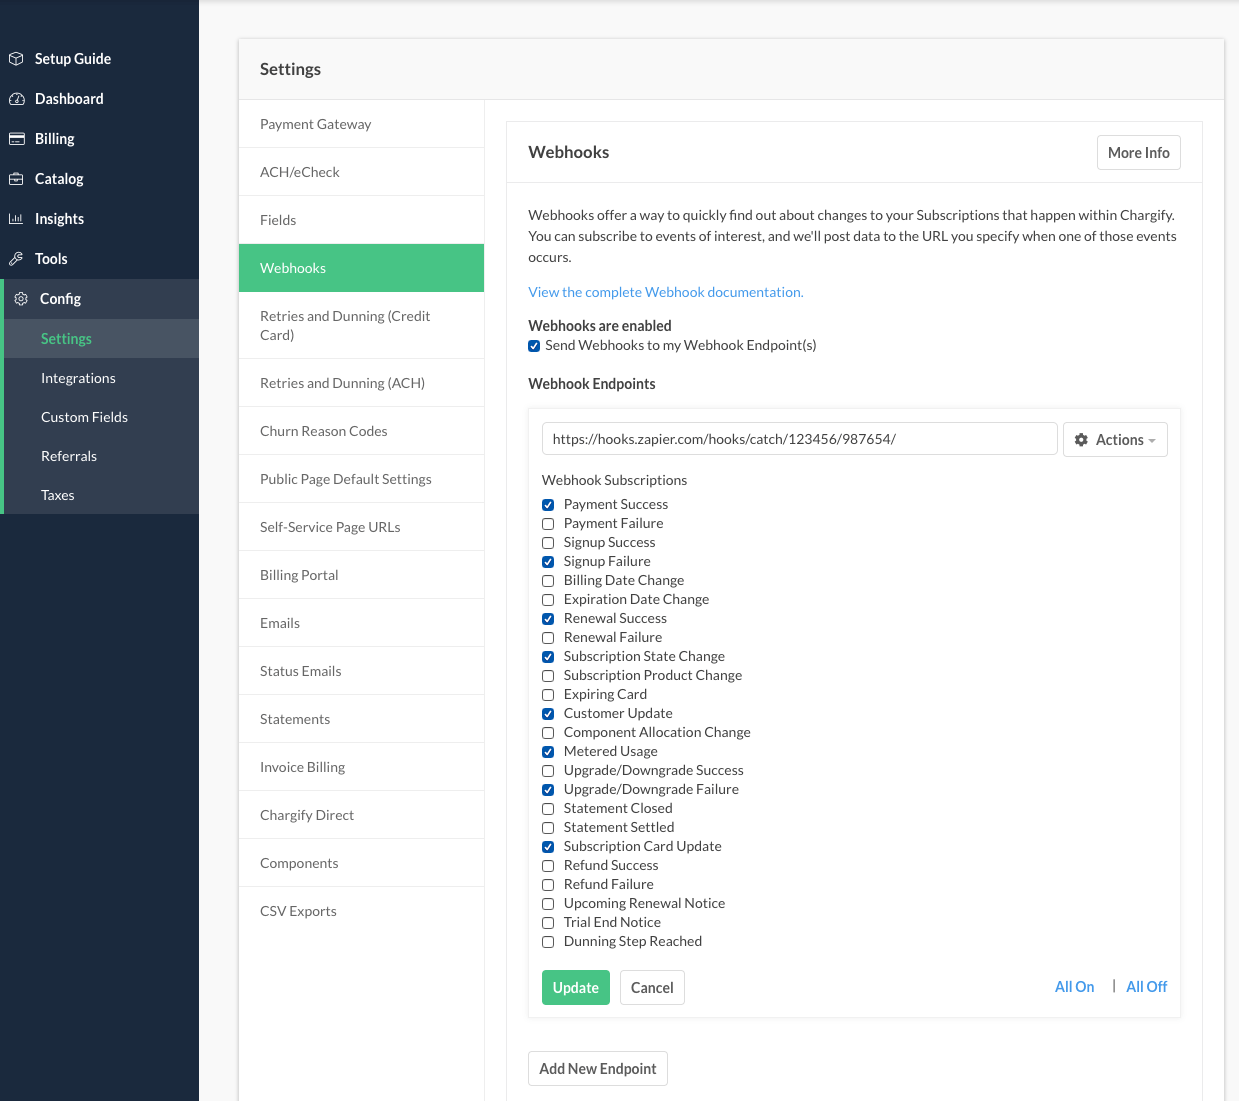 Setup Guide
Dashboard
Billing
Catalog
Insights
Tools
Config
Settings
Integrations
Custom Fields
Referrals
Taxes
Settings
Payment Gateway
ACH/eCheck
Fields
Webhooks
Retries and Dunning (Credit
Card)
Retries and Dunning (ACH)
Churn Reason Codes
Public Page Default Settings
Self-Service Page URLs
Billing Portal
Emails
Status Emails
Statements
Invoice Billing
Chargify Direct
Components
CSV Exports
Webhooks
More Info
Webhooks offer a way to quickly find out about changes to your Subscriptions that happen within Chargify.
You can subscribe to events of interest, and we'll post data to the URL you specify when one of those events
occurs.
View the complete Webhook documentation.
Webhooks are enabled
Send Webhooks to my Webhook Endpoint(s)
Webhook Endpoints
https://hooks.zapier.com/hooks/catch/123456/987654/
Actions
Webhook Subscriptions
Payment Success
Payment Failure
Signup Success
Signup Failure
Billing Date Change
Expiration Date Change
Renewal Success
Renewal Failure
Subscription State Change
Subscription Product Change
Expiring Card
Customer Update
Component Allocation Change
Metered Usage
Upgrade/Downgrade Success
Upgrade/Downgrade Failure
Statement Closed
Statement Settled
Subscription Card Update
Refund Success
Refund Failure
Upcoming Renewal Notice
Trial End Notice
Dunning Step Reached
Update
Cancel
All On | All Off
Add New Endpoint